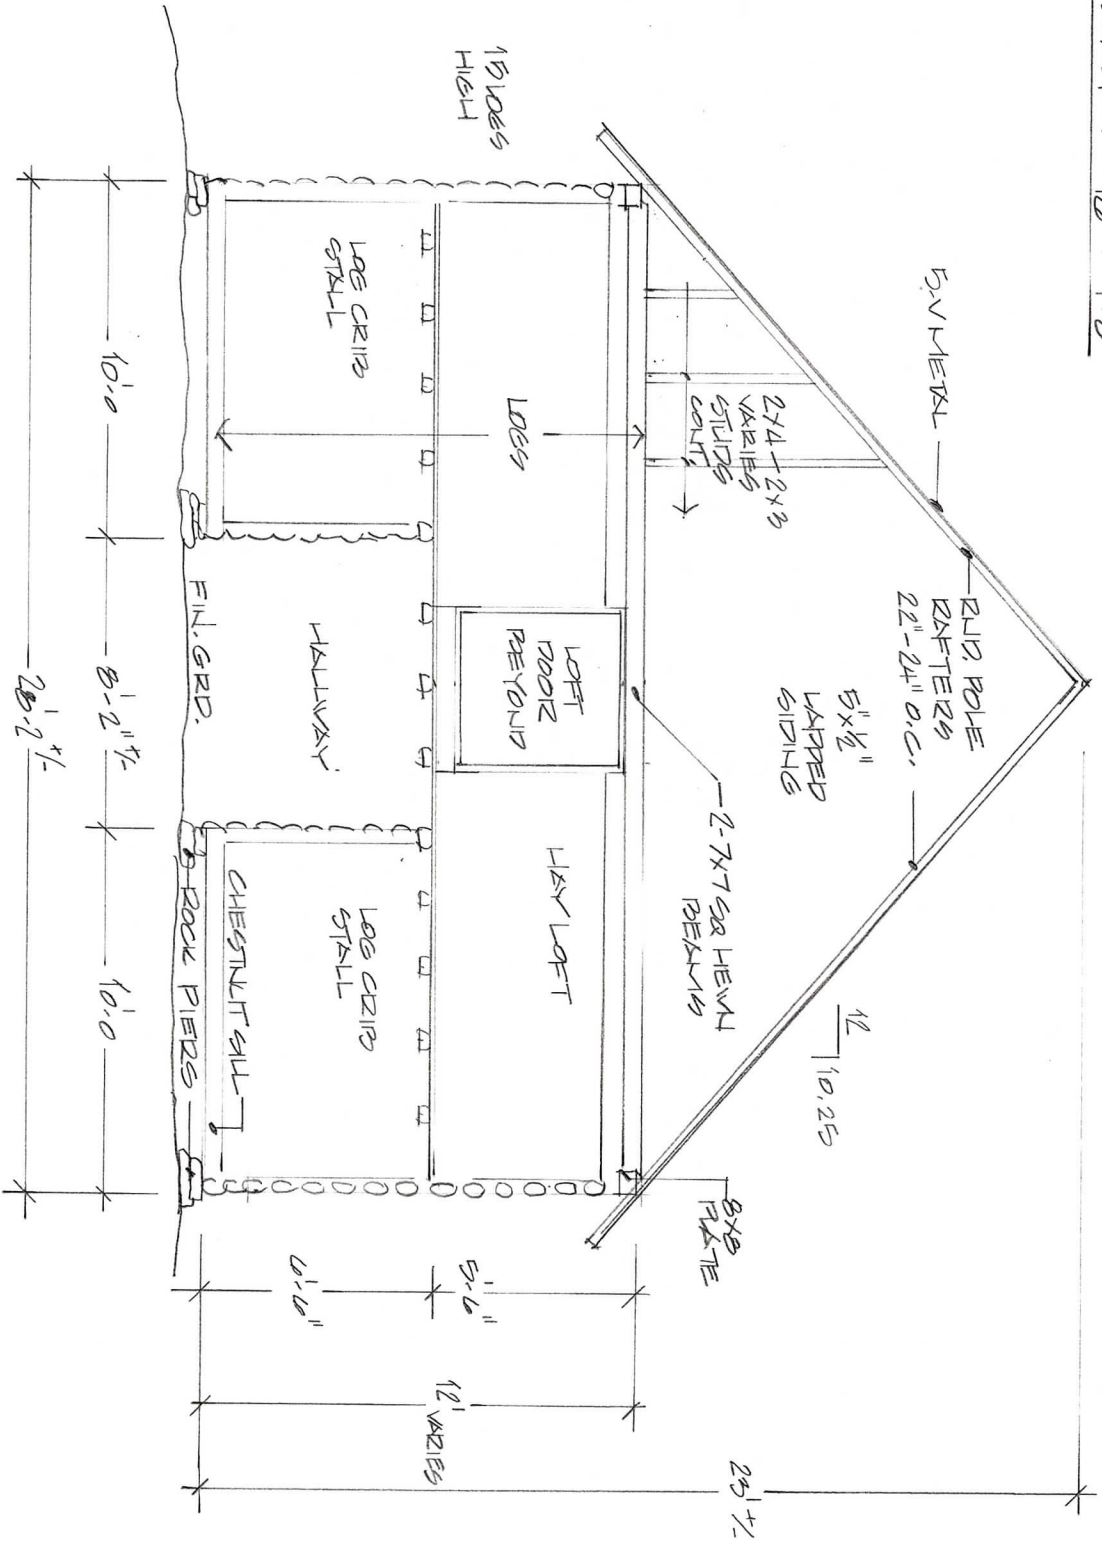 5-V METAL
RND. POLE
RAFTERS
22"-24" O.C.
5"x½"
LAPPED
SIDING
12
10.25
2x4-2x3
VARIES
STUDS
CONT.
2-7x7 SQ HEWN
BEAMS
8x8
PLATE
15 LOGS
HIGH
LOGS
LOFT
DOOR
BEYOND
HAY LOFT
LOG CRIB
STALL
HALLWAY
LOG CRIB
STALL
CHESTNUT SILL
FIN. GRD.
ROCK PIERS
5'-6"
6'-6"
12' VARIES
23' +/-
10'-0
8'-2" +/-
10'-0
28'-2" +/-